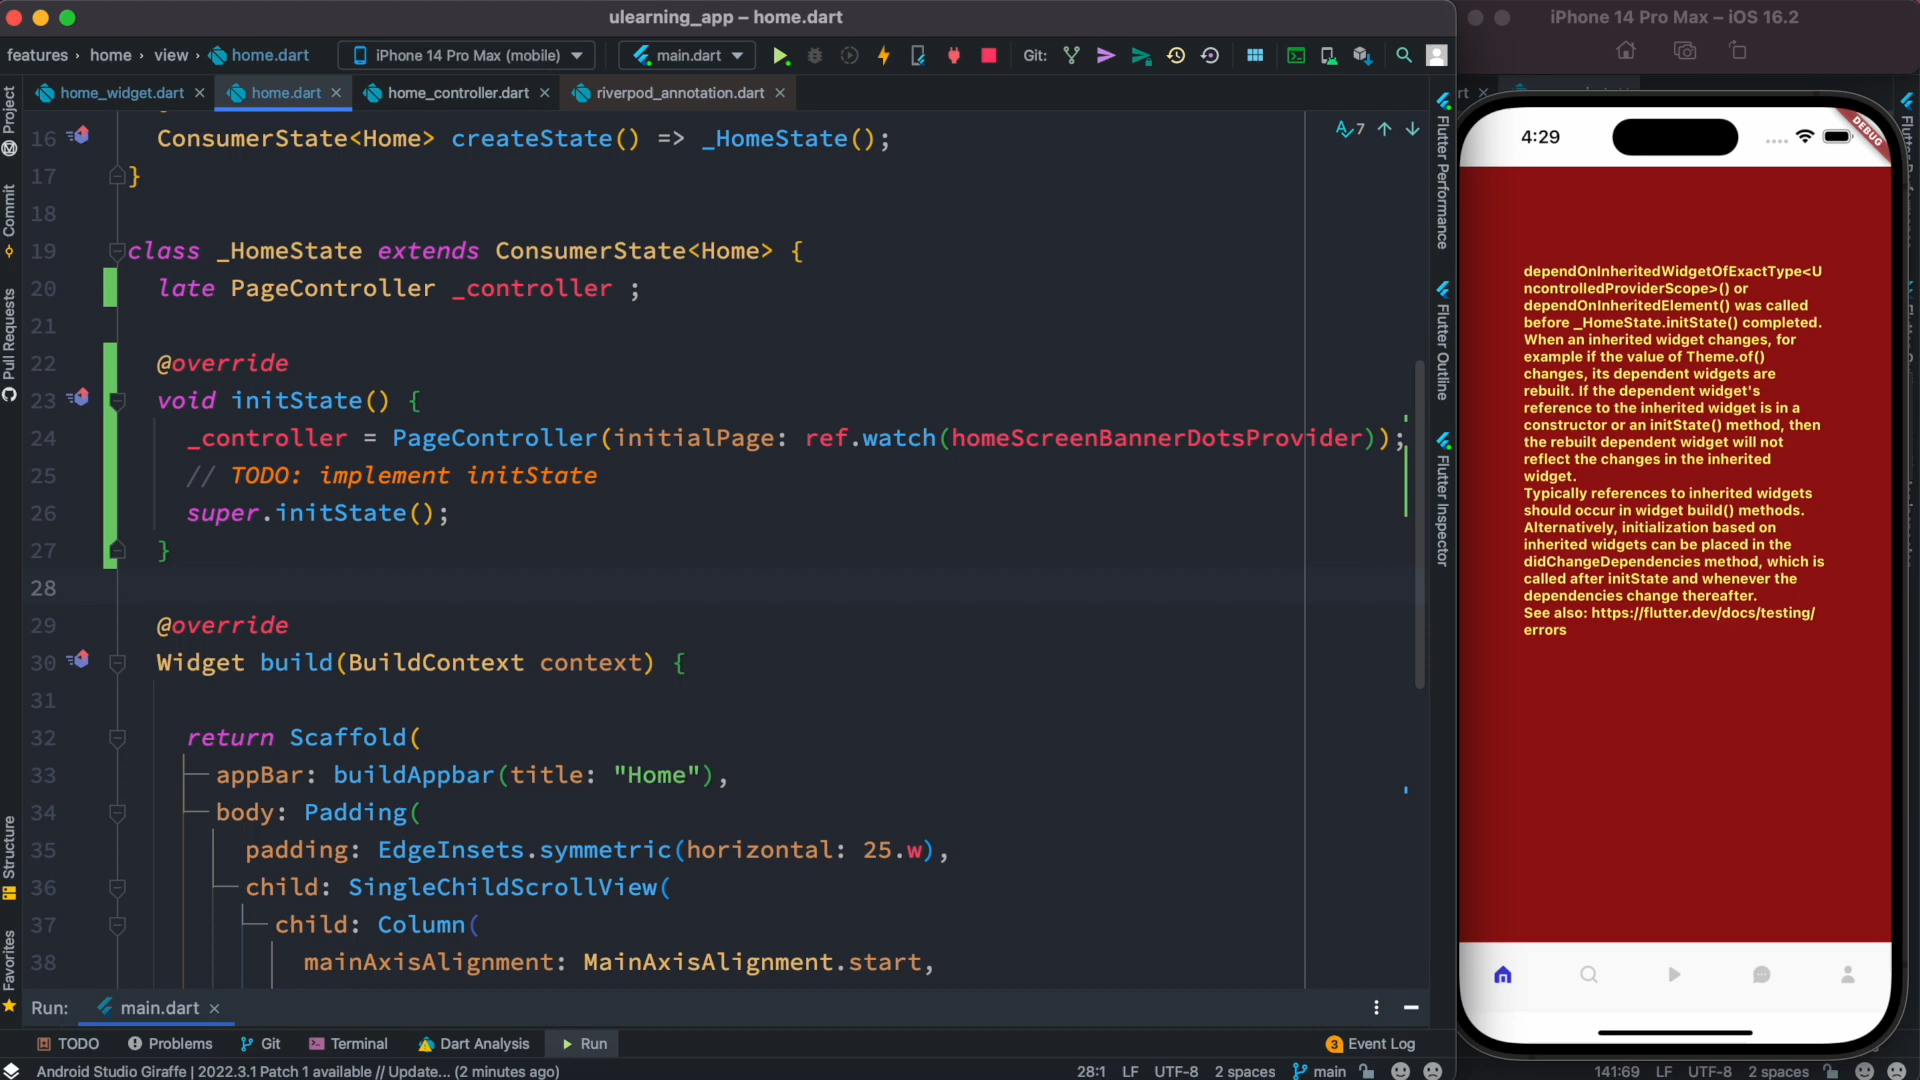 ulearning_app – home.dart
features › home › view › home.dart
iPhone 14 Pro Max (mobile)
main.dart
Git:
home_widget.dart
home.dart
home_controller.dart
riverpod_annotation.dart
Project
Commit
Pull Requests
Structure
Favorites
7
16 ConsumerState<Home> createState() => _HomeState();
17 }
18
19 class _HomeState extends ConsumerState<Home> {
20 late PageController _controller ;
21
22 @override
23 void initState() {
24 _controller = PageController(initialPage: ref.watch(homeScreenBannerDotsProvider));
25 // TODO: implement initState
26 super.initState();
27 }
28
29 @override
30 Widget build(BuildContext context) {
31
32 return Scaffold(
33 appBar: buildAppbar(title: "Home"),
34 body: Padding(
35 padding: EdgeInsets.symmetric(horizontal: 25.w),
36 child: SingleChildScrollView(
37 child: Column(
38 mainAxisAlignment: MainAxisAlignment.start,
Flutter Performance
Flutter Outline
Flutter Inspector
Run: main.dart
TODO
Problems
Git
Terminal
Dart Analysis
Run
3 Event Log
Android Studio Giraffe | 2022.3.1 Patch 1 available // Update... (2 minutes ago)
28:1 LF UTF-8 2 spaces main
iPhone 14 Pro Max – iOS 16.2
4:29
DEBUG
dependOnInheritedWidgetOfExactType<U
ncontrolledProviderScope>() or
dependOnInheritedElement() was called
before _HomeState.initState() completed.
When an inherited widget changes, for
example if the value of Theme.of()
changes, its dependent widgets are
rebuilt. If the dependent widget's
reference to the inherited widget is in a
constructor or an initState() method, then
the rebuilt dependent widget will not
reflect the changes in the inherited
widget.
Typically references to inherited widgets
should occur in widget build() methods.
Alternatively, initialization based on
inherited widgets can be placed in the
didChangeDependencies method, which is
called after initState and whenever the
dependencies change thereafter.
See also: https://flutter.dev/docs/testing/
errors
141:69 LF UTF-8 2 spaces